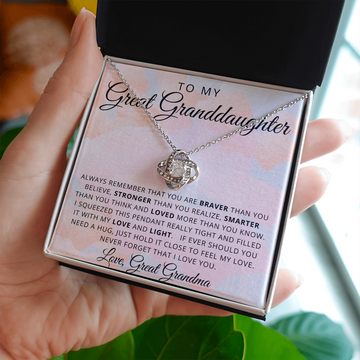 TO MY
Great Granddaughter
ALWAYS REMEMBER THAT YOU ARE BRAVER THAN YOU
BELIEVE, STRONGER THAN YOU REALIZE, SMARTER
THAN YOU THINK AND LOVED MORE THAN YOU KNOW.
I SQUEEZED THIS PENDANT REALLY TIGHT AND FILLED
IT WITH MY LOVE AND LIGHT. IF EVER SHOULD YOU
NEED A HUG, JUST HOLD IT CLOSE TO FEEL MY LOVE.
NEVER FORGET THAT I LOVE YOU.
Love, Great Grandma